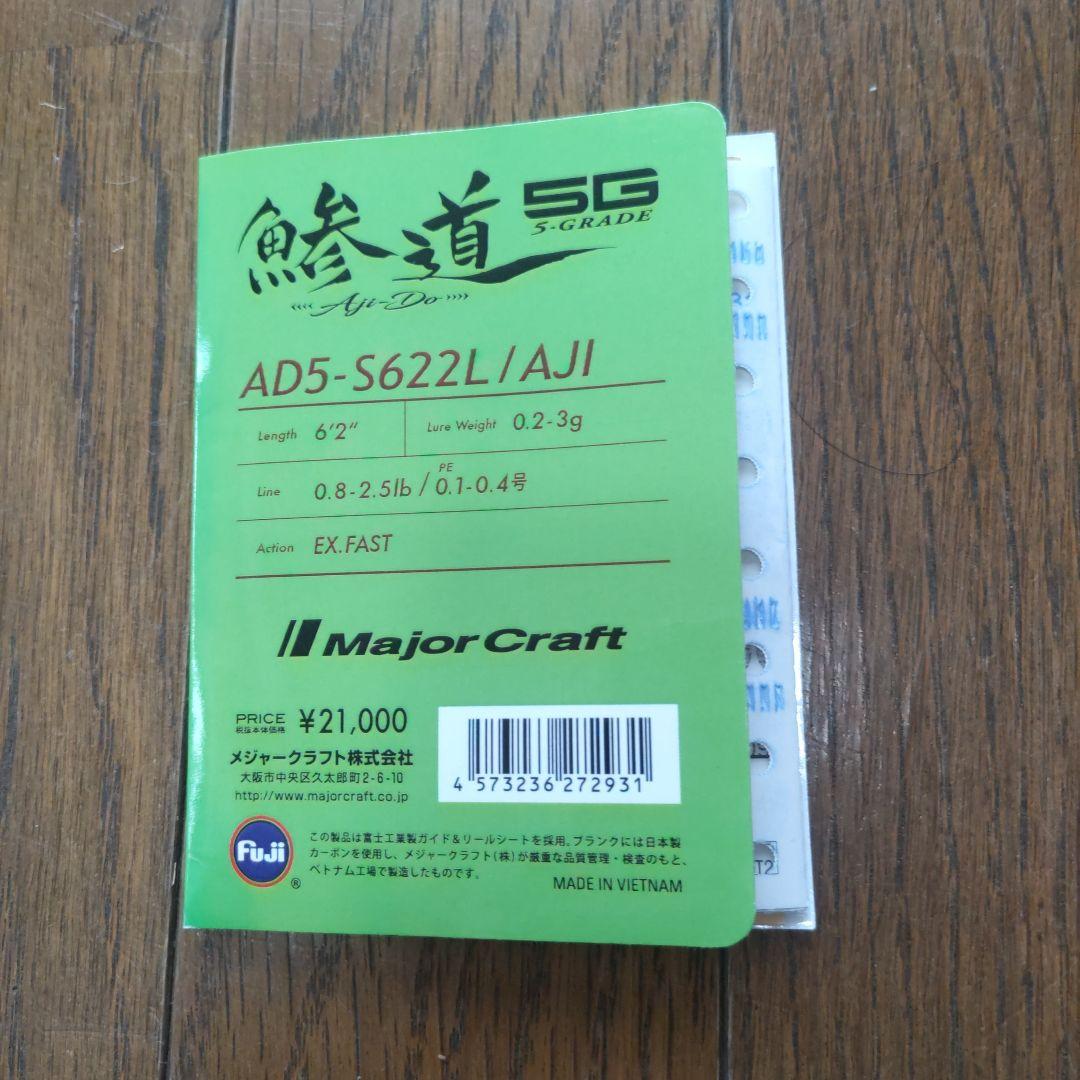 鯵道 5G
5-GRADE
Aji-Do
AD5-S622L/AJI
Length 6'2" Lure Weight 0.2-3g
Line 0.8-2.5lb / PE 0.1-0.4号
Action EX.FAST
Major Craft
PRICE ¥21,000
税抜本体価格
メジャークラフト株式会社
大阪市中央区久太郎町2-6-10
http://www.majorcraft.co.jp
4 573236 272931
Fuji ®
この製品は富士工業製ガイド&リールシートを採用。ブランクには日本製
カーボンを使用し、メジャークラフト(株)が厳重な品質管理・検査のもと、
ベトナム工場で製造したものです。
MADE IN VIETNAM
T2